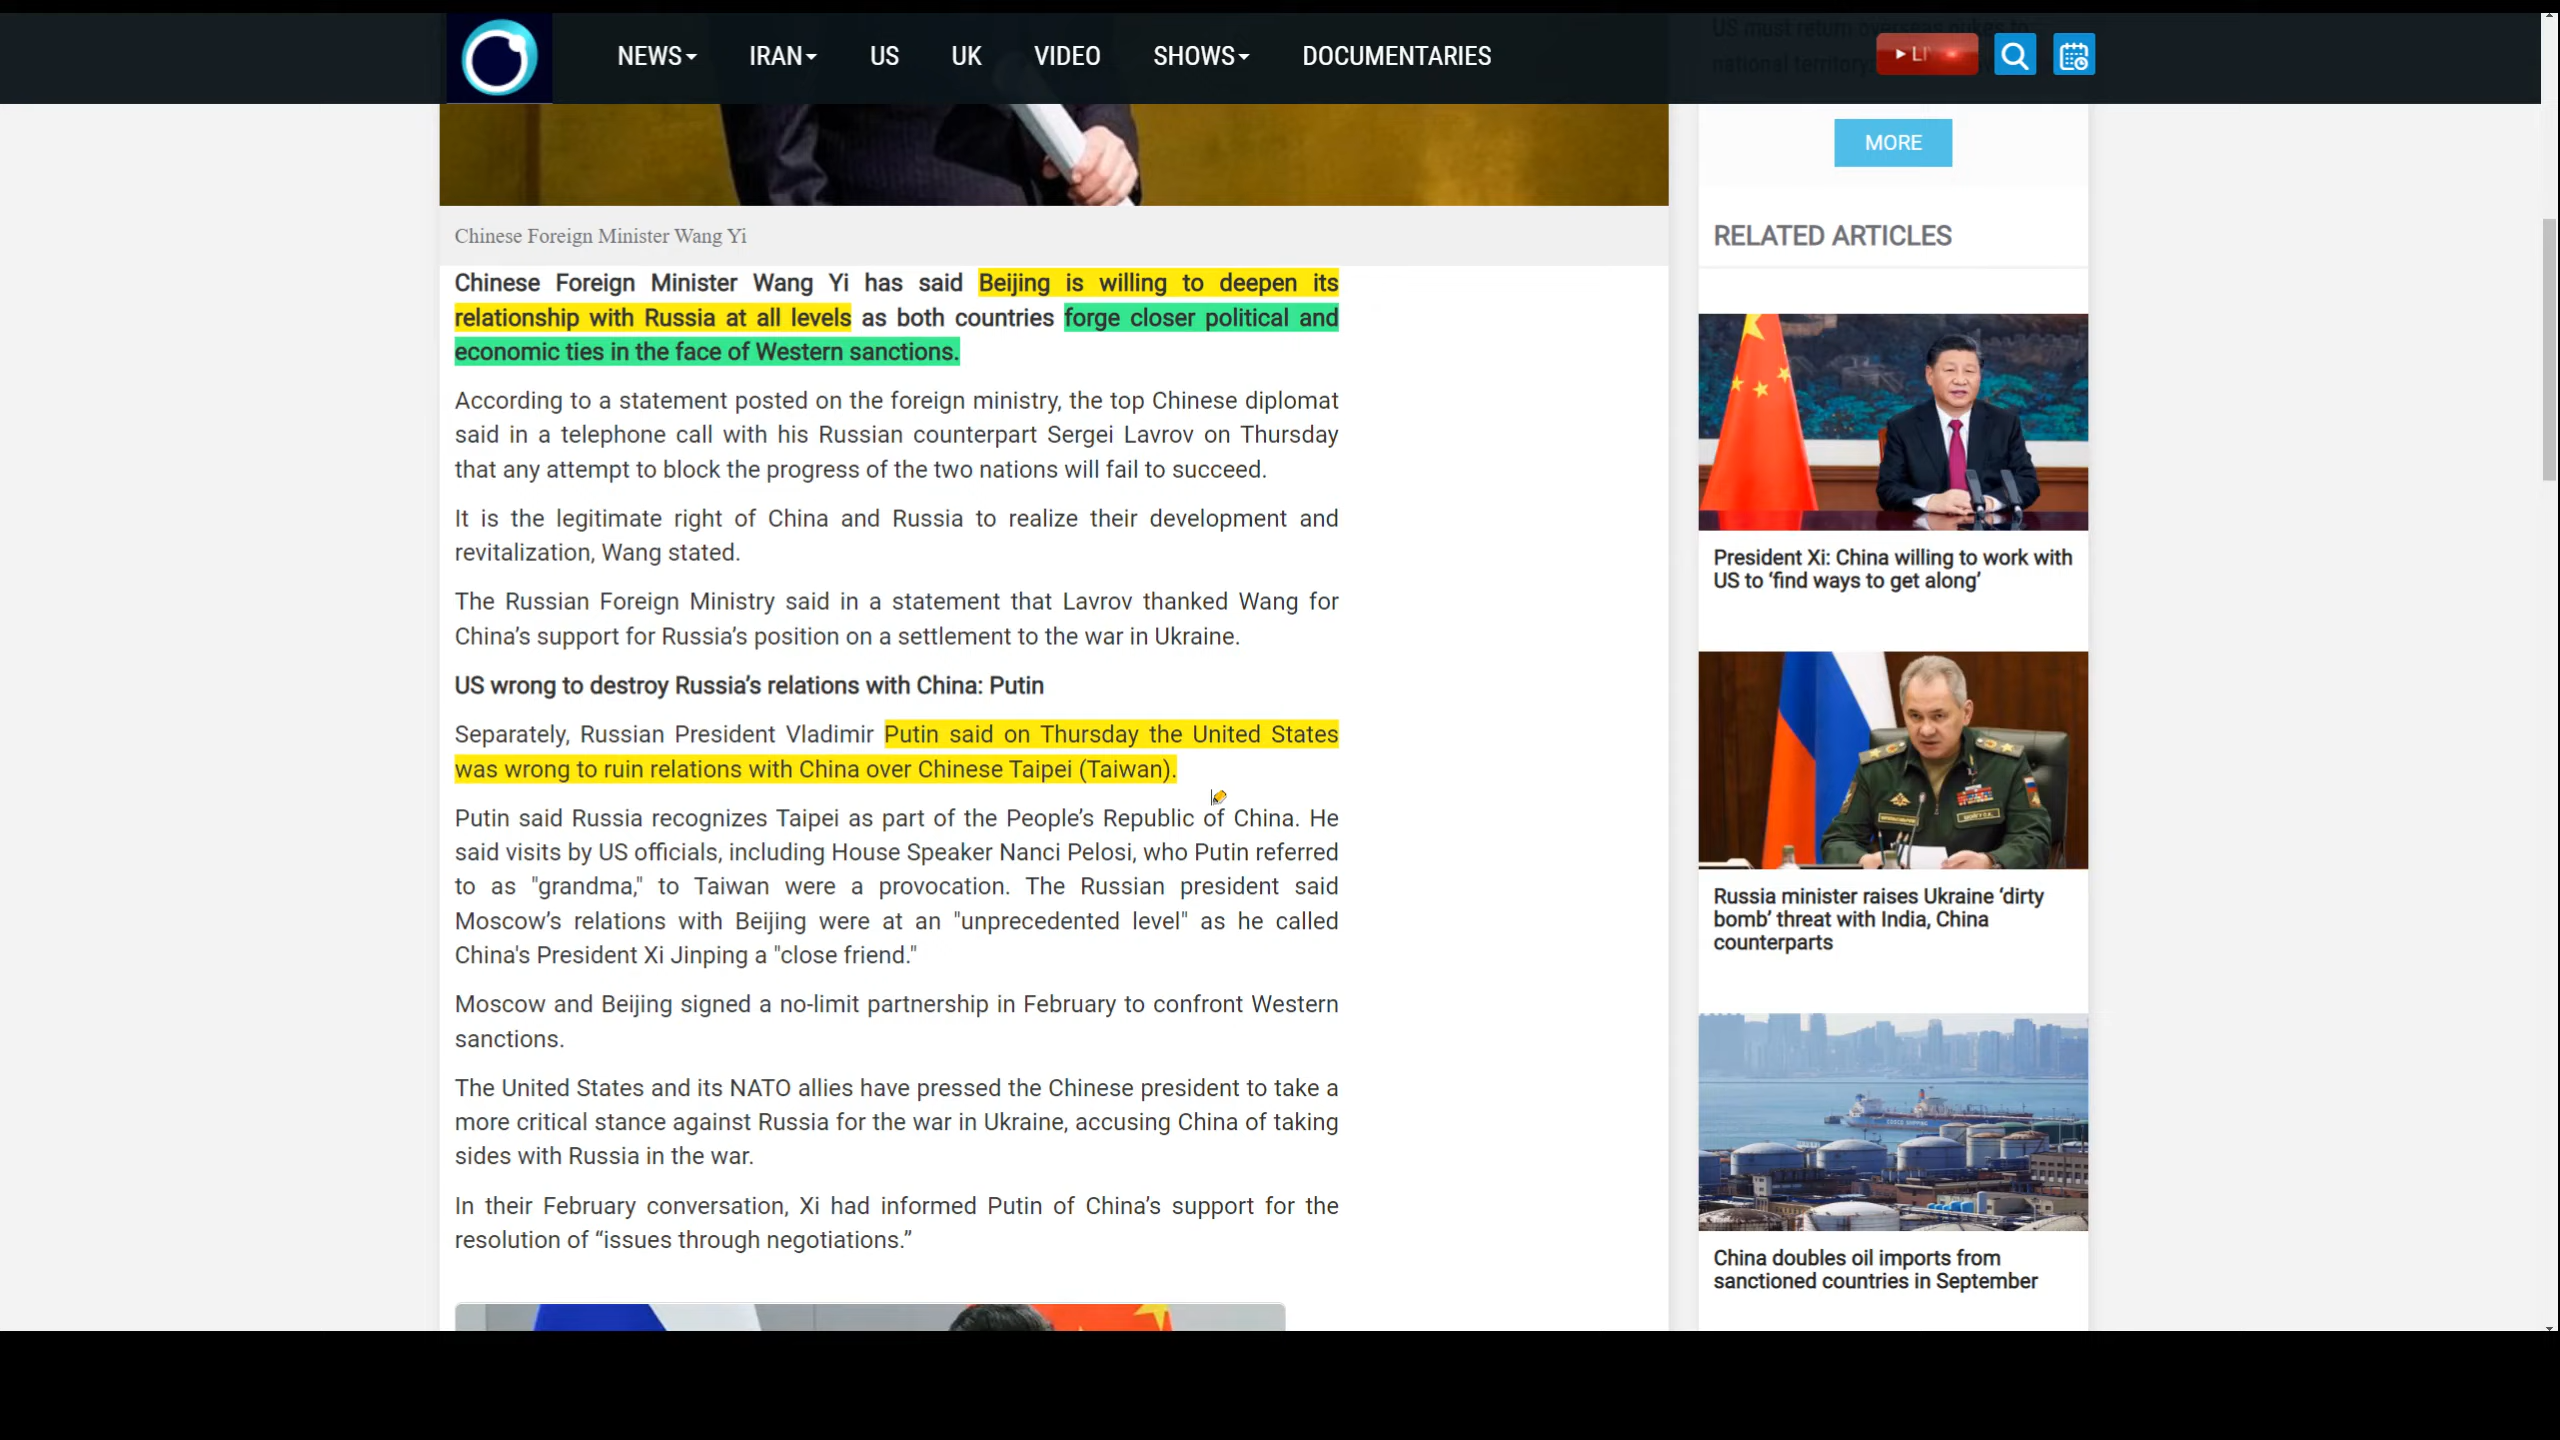 NEWS IRAN US UK VIDEO SHOWS DOCUMENTARIES
US must return overseas nukes to
national territory:
MORE
Chinese Foreign Minister Wang Yi
Chinese Foreign Minister Wang Yi has said Beijing is willing to deepen its
relationship with Russia at all levels as both countries forge closer political and
economic ties in the face of Western sanctions.
According to a statement posted on the foreign ministry, the top Chinese diplomat
said in a telephone call with his Russian counterpart Sergei Lavrov on Thursday
that any attempt to block the progress of the two nations will fail to succeed.
It is the legitimate right of China and Russia to realize their development and
revitalization, Wang stated.
The Russian Foreign Ministry said in a statement that Lavrov thanked Wang for
China’s support for Russia’s position on a settlement to the war in Ukraine.
US wrong to destroy Russia’s relations with China: Putin
Separately, Russian President Vladimir Putin said on Thursday the United States
was wrong to ruin relations with China over Chinese Taipei (Taiwan).
Putin said Russia recognizes Taipei as part of the People’s Republic of China. He
said visits by US officials, including House Speaker Nanci Pelosi, who Putin referred
to as "grandma," to Taiwan were a provocation. The Russian president said
Moscow’s relations with Beijing were at an "unprecedented level" as he called
China's President Xi Jinping a "close friend."
Moscow and Beijing signed a no-limit partnership in February to confront Western
sanctions.
The United States and its NATO allies have pressed the Chinese president to take a
more critical stance against Russia for the war in Ukraine, accusing China of taking
sides with Russia in the war.
In their February conversation, Xi had informed Putin of China’s support for the
resolution of “issues through negotiations.”
RELATED ARTICLES
President Xi: China willing to work with
US to ‘find ways to get along’
Russia minister raises Ukraine ‘dirty
bomb’ threat with India, China
counterparts
China doubles oil imports from
sanctioned countries in September